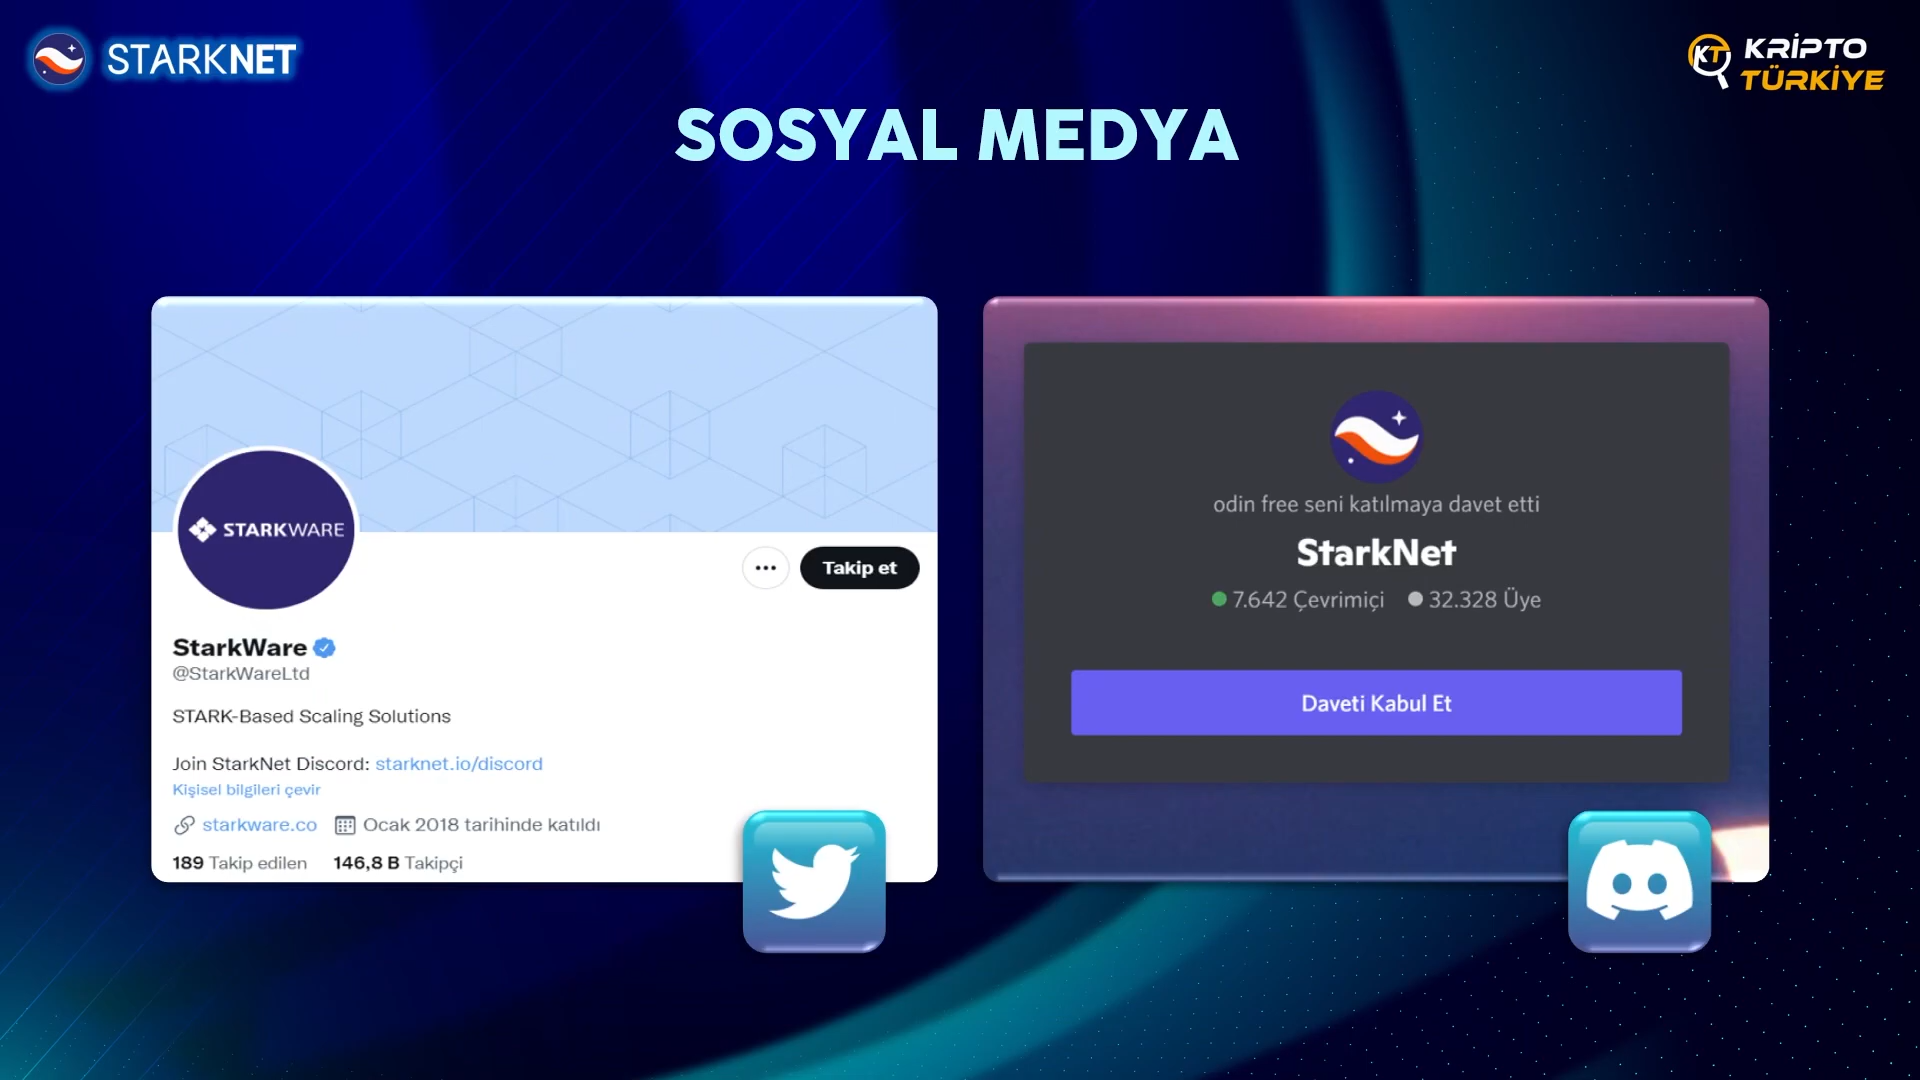 STARKNET
KRİPTO
TÜRKİYE
KT
SOSYAL MEDYA
STARKWARE
Takip et
StarkWare
@StarkWareLtd
STARK-Based Scaling Solutions
Join StarkNet Discord: starknet.io/discord
Kişisel bilgileri çevir
starkware.co Ocak 2018 tarihinde katıldı
189 Takip edilen 146,8 B Takipçi
odin free seni katılmaya davet etti
StarkNet
7.642 Çevrimiçi 32.328 Üye
Daveti Kabul Et